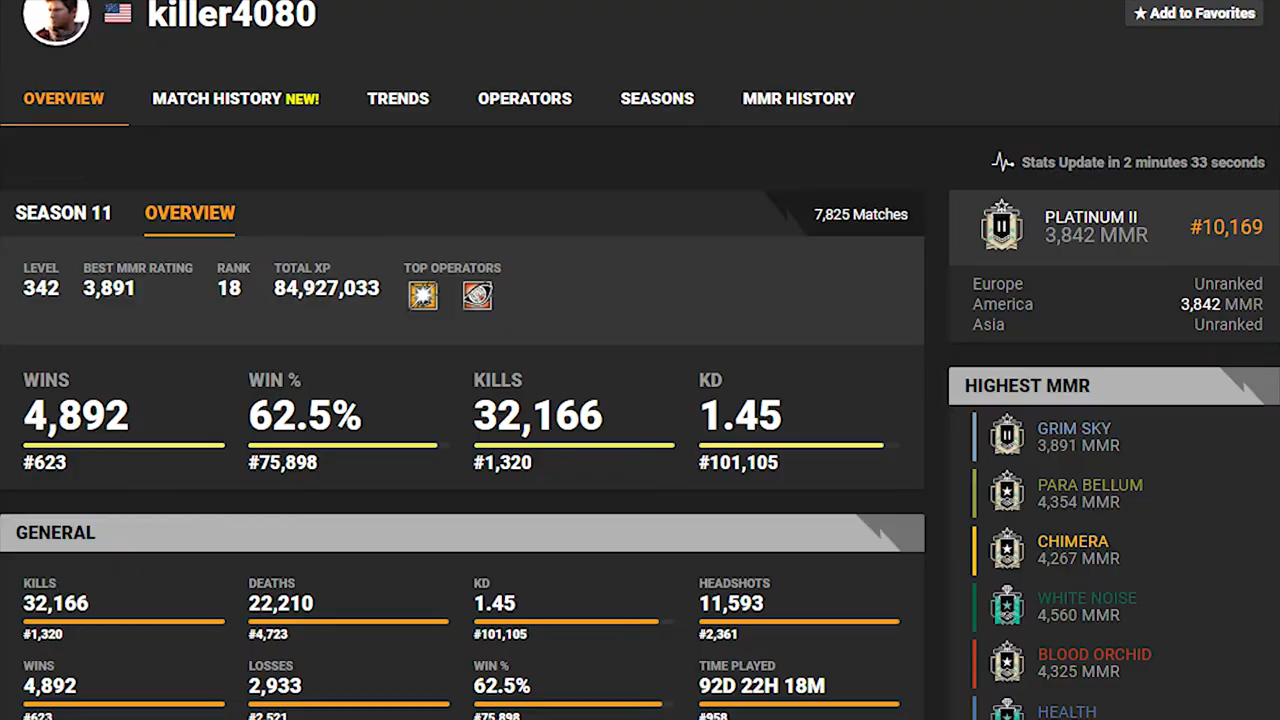 killer4080
★ Add to Favorites
OVERVIEW MATCH HISTORY NEW! TRENDS OPERATORS SEASONS MMR HISTORY
Stats Update in 2 minutes 33 seconds
SEASON 11 OVERVIEW 7,825 Matches
LEVEL BEST MMR RATING RANK TOTAL XP TOP OPERATORS
342 3,891 18 84,927,033
WINS WIN % KILLS KD
4,892 62.5% 32,166 1.45
#623 #75,898 #1,320 #101,105
GENERAL
KILLS DEATHS KD HEADSHOTS
32,166 22,210 1.45 11,593
#1,320 #4,723 #101,105 #2,361
WINS LOSSES WIN % TIME PLAYED
4,892 2,933 62.5% 92D 22H 18M
#623 #2,521 #75,898 #958
PLATINUM II
3,842 MMR
#10,169
Europe Unranked
America 3,842 MMR
Asia Unranked
HIGHEST MMR
GRIM SKY
3,891 MMR
PARA BELLUM
4,354 MMR
CHIMERA
4,267 MMR
WHITE NOISE
4,560 MMR
BLOOD ORCHID
4,325 MMR
HEALTH